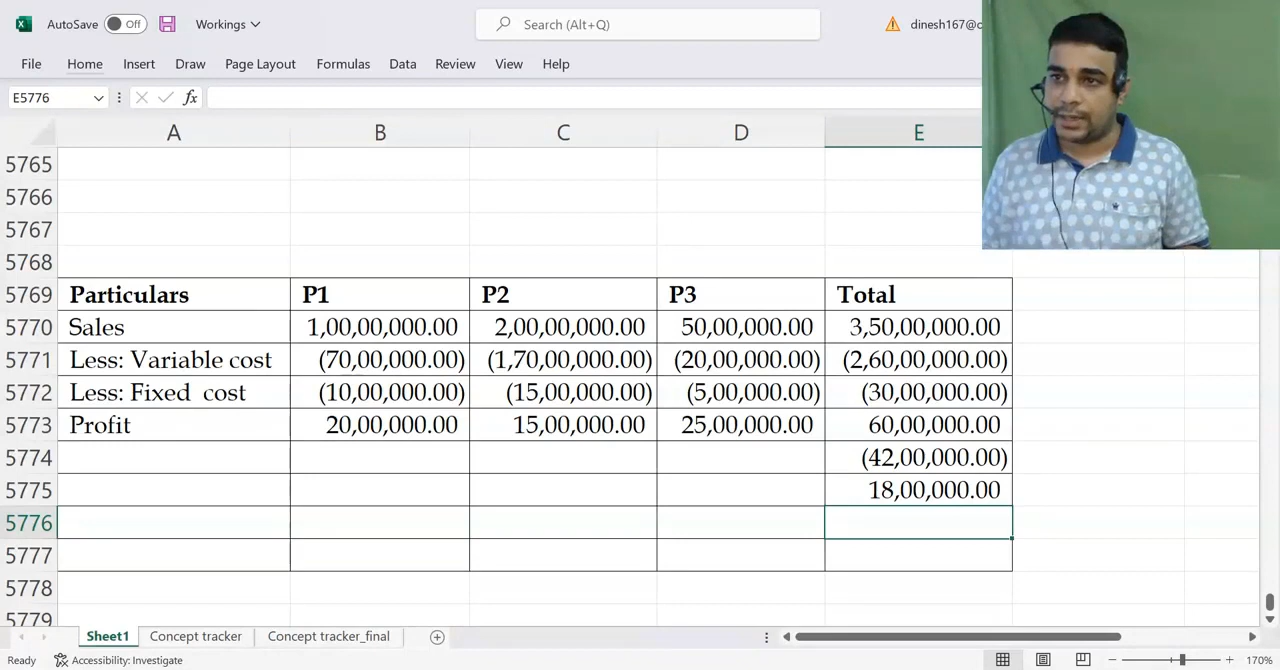 AutoSave Off Workings Search (Alt+Q) dinesh167@
File Home Insert Draw Page Layout Formulas Data Review View Help
E5776 fx
A B C D E
5765
5766
5767
5768
5769 Particulars P1 P2 P3 Total
5770 Sales 1,00,00,000.00 2,00,00,000.00 50,00,000.00 3,50,00,000.00
5771 Less: Variable cost (70,00,000.00) (1,70,00,000.00) (20,00,000.00) (2,60,00,000.00)
5772 Less: Fixed cost (10,00,000.00) (15,00,000.00) (5,00,000.00) (30,00,000.00)
5773 Profit 20,00,000.00 15,00,000.00 25,00,000.00 60,00,000.00
5774 (42,00,000.00)
5775 18,00,000.00
5776
5777
5778
5779
Sheet1 Concept tracker Concept tracker_final
Ready Accessibility: Investigate 170%